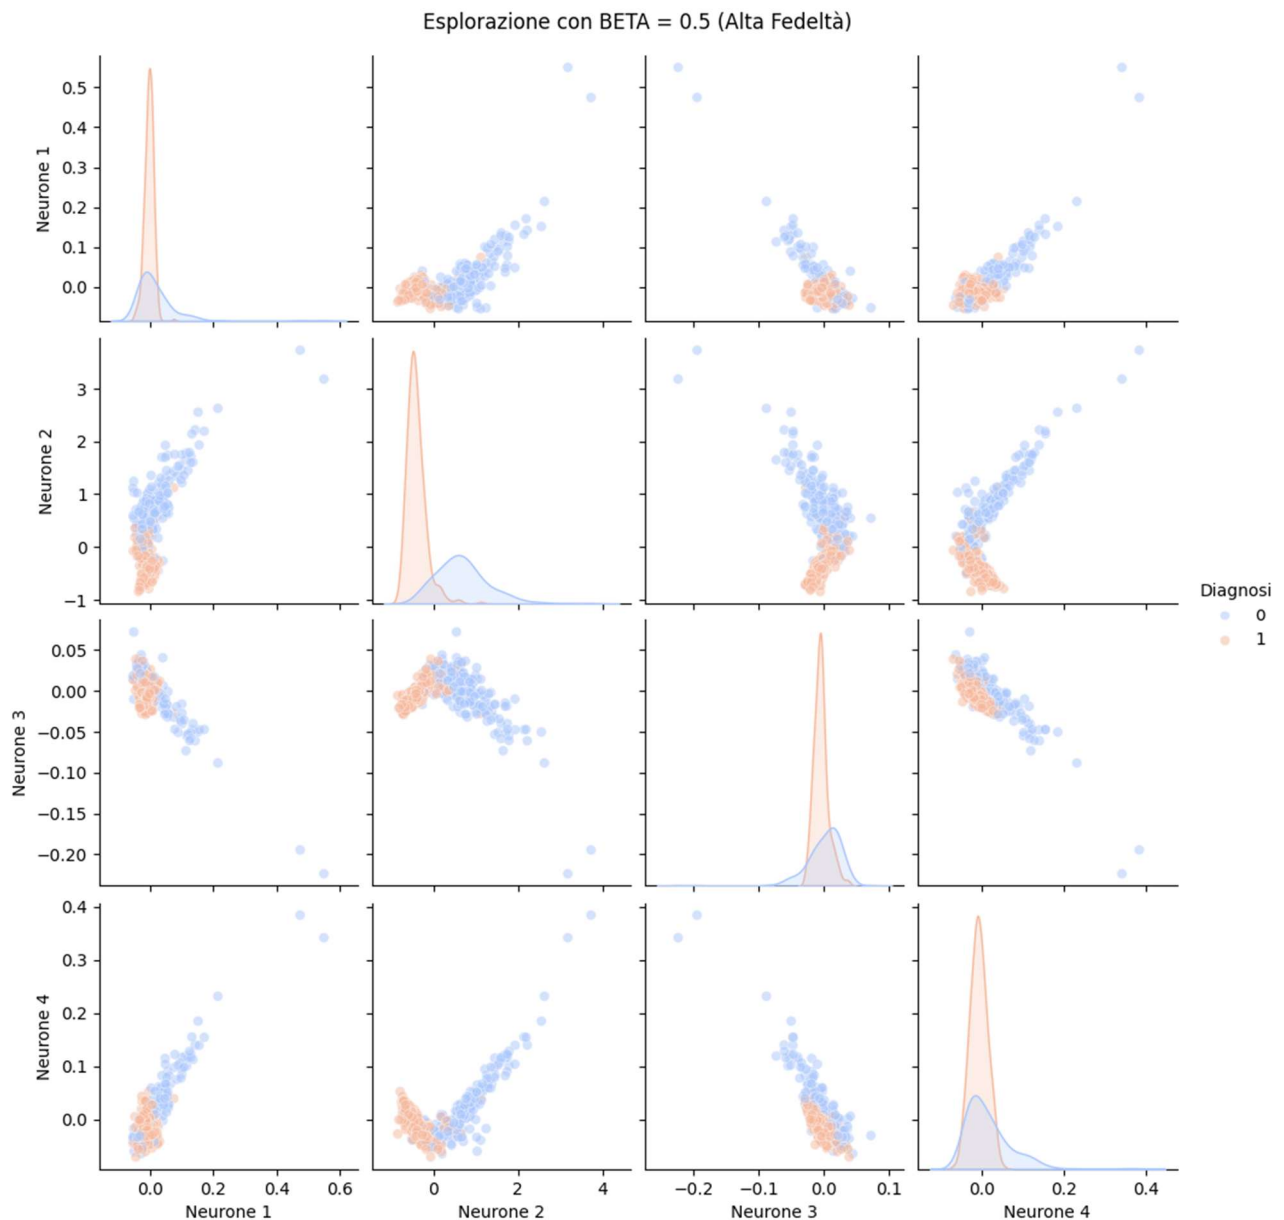 Esplorazione con BETA = 0.5 (Alta Fedeltà)
0.5
0.4
0.3
0.2
0.1
0.0
Neurone 1
3
2
1
0
−1
Neurone 2
Diagnosi
0
1
0.05
0.00
−0.05
−0.10
−0.15
−0.20
Neurone 3
0.4
0.3
0.2
0.1
0.0
Neurone 4
0.0 0.2 0.4 0.6
0 2 4
−0.2 −0.1 0.0 0.1
0.0 0.2 0.4
Neurone 1
Neurone 2
Neurone 3
Neurone 4